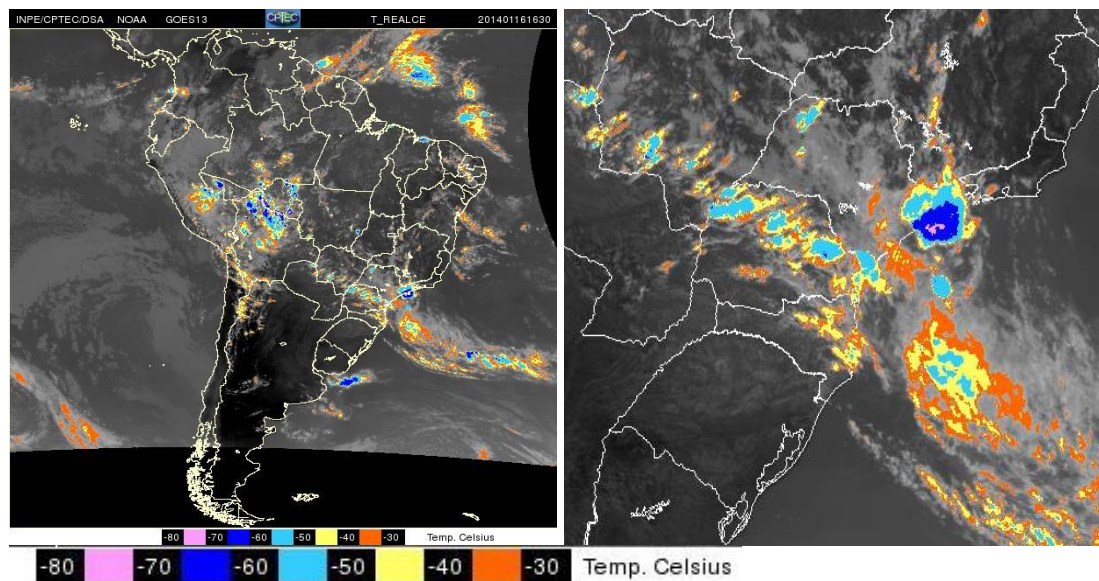 INPE/CPTEC/DSA NOAA GOES13 CPTEC T_REALCE 201401161630
-80 -70 -60 -50 -40 -30 Temp. Celsius
-80 -70 -60 -50 -40 -30 Temp. Celsius